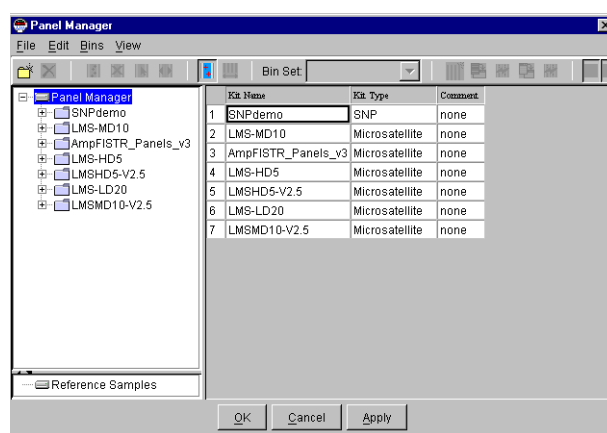 Panel Manager
File Edit Bins View
Bin Set:
Panel Manager
SNPdemo
LMS-MD10
AmpFISTR_Panels_v3
LMS-HD5
LMSHD5-V2.5
LMS-LD20
LMSMD10-V2.5
Reference Samples
Kit Name Kit Type Comment
1 SNPdemo SNP none
2 LMS-MD10 Microsatellite none
3 AmpFISTR_Panels_v3 Microsatellite none
4 LMS-HD5 Microsatellite none
5 LMSHD5-V2.5 Microsatellite none
6 LMS-LD20 Microsatellite none
7 LMSMD10-V2.5 Microsatellite none
OK Cancel Apply